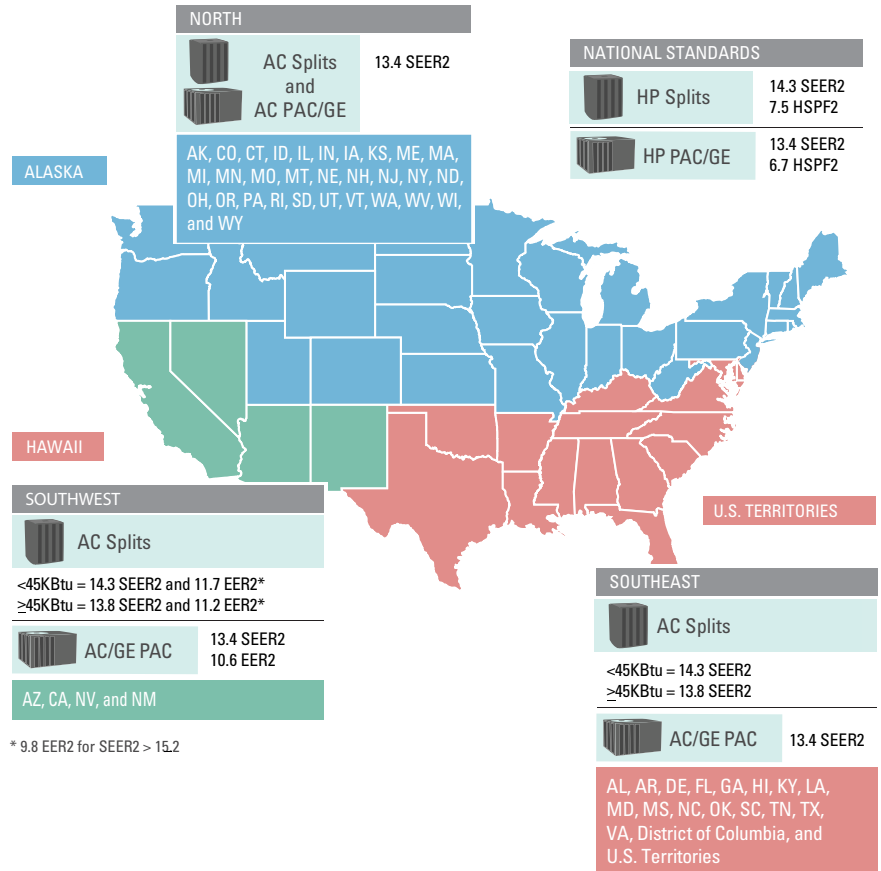 NORTH
AC Splits
and
AC PAC/GE
13.4 SEER2
AK, CO, CT, ID, IL, IN, IA, KS, ME, MA,
MI, MN, MO, MT, NE, NH, NJ, NY, ND,
OH, OR, PA, RI, SD, UT, VT, WA, WV, WI,
and WY
NATIONAL STANDARDS
HP Splits
14.3 SEER2
7.5 HSPF2
HP PAC/GE
13.4 SEER2
6.7 HSPF2
ALASKA
HAWAII
SOUTHWEST
AC Splits
<45KBtu = 14.3 SEER2 and 11.7 EER2*
≥45KBtu = 13.8 SEER2 and 11.2 EER2*
AC/GE PAC
13.4 SEER2
10.6 EER2
AZ, CA, NV, and NM
* 9.8 EER2 for SEER2 > 15.2
U.S. TERRITORIES
SOUTHEAST
AC Splits
<45KBtu = 14.3 SEER2
≥45KBtu = 13.8 SEER2
AC/GE PAC
13.4 SEER2
AL, AR, DE, FL, GA, HI, KY, LA,
MD, MS, NC, OK, SC, TN, TX,
VA, District of Columbia, and
U.S. Territories